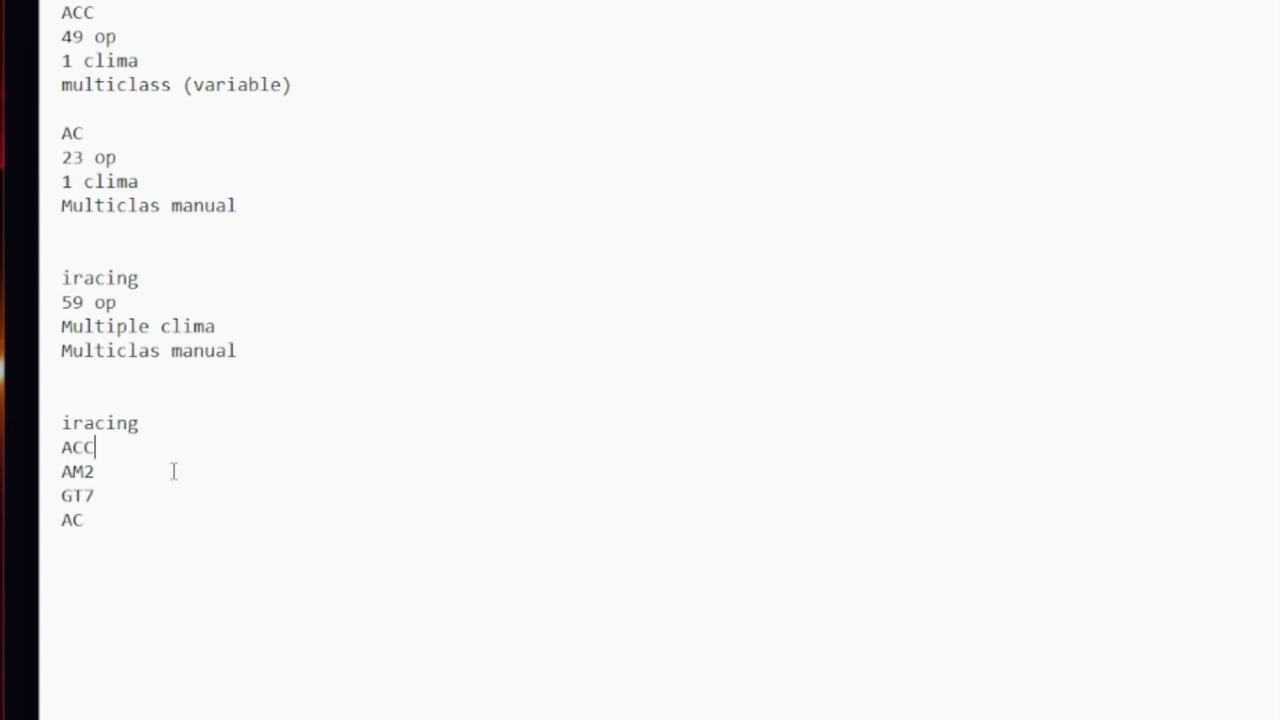 ACC
49 op
1 clima
multiclass (variable)
AC
23 op
1 clima
Multiclas manual
iracing
59 op
Multiple clima
Multiclas manual
iracing
ACC
AM2
GT7
AC